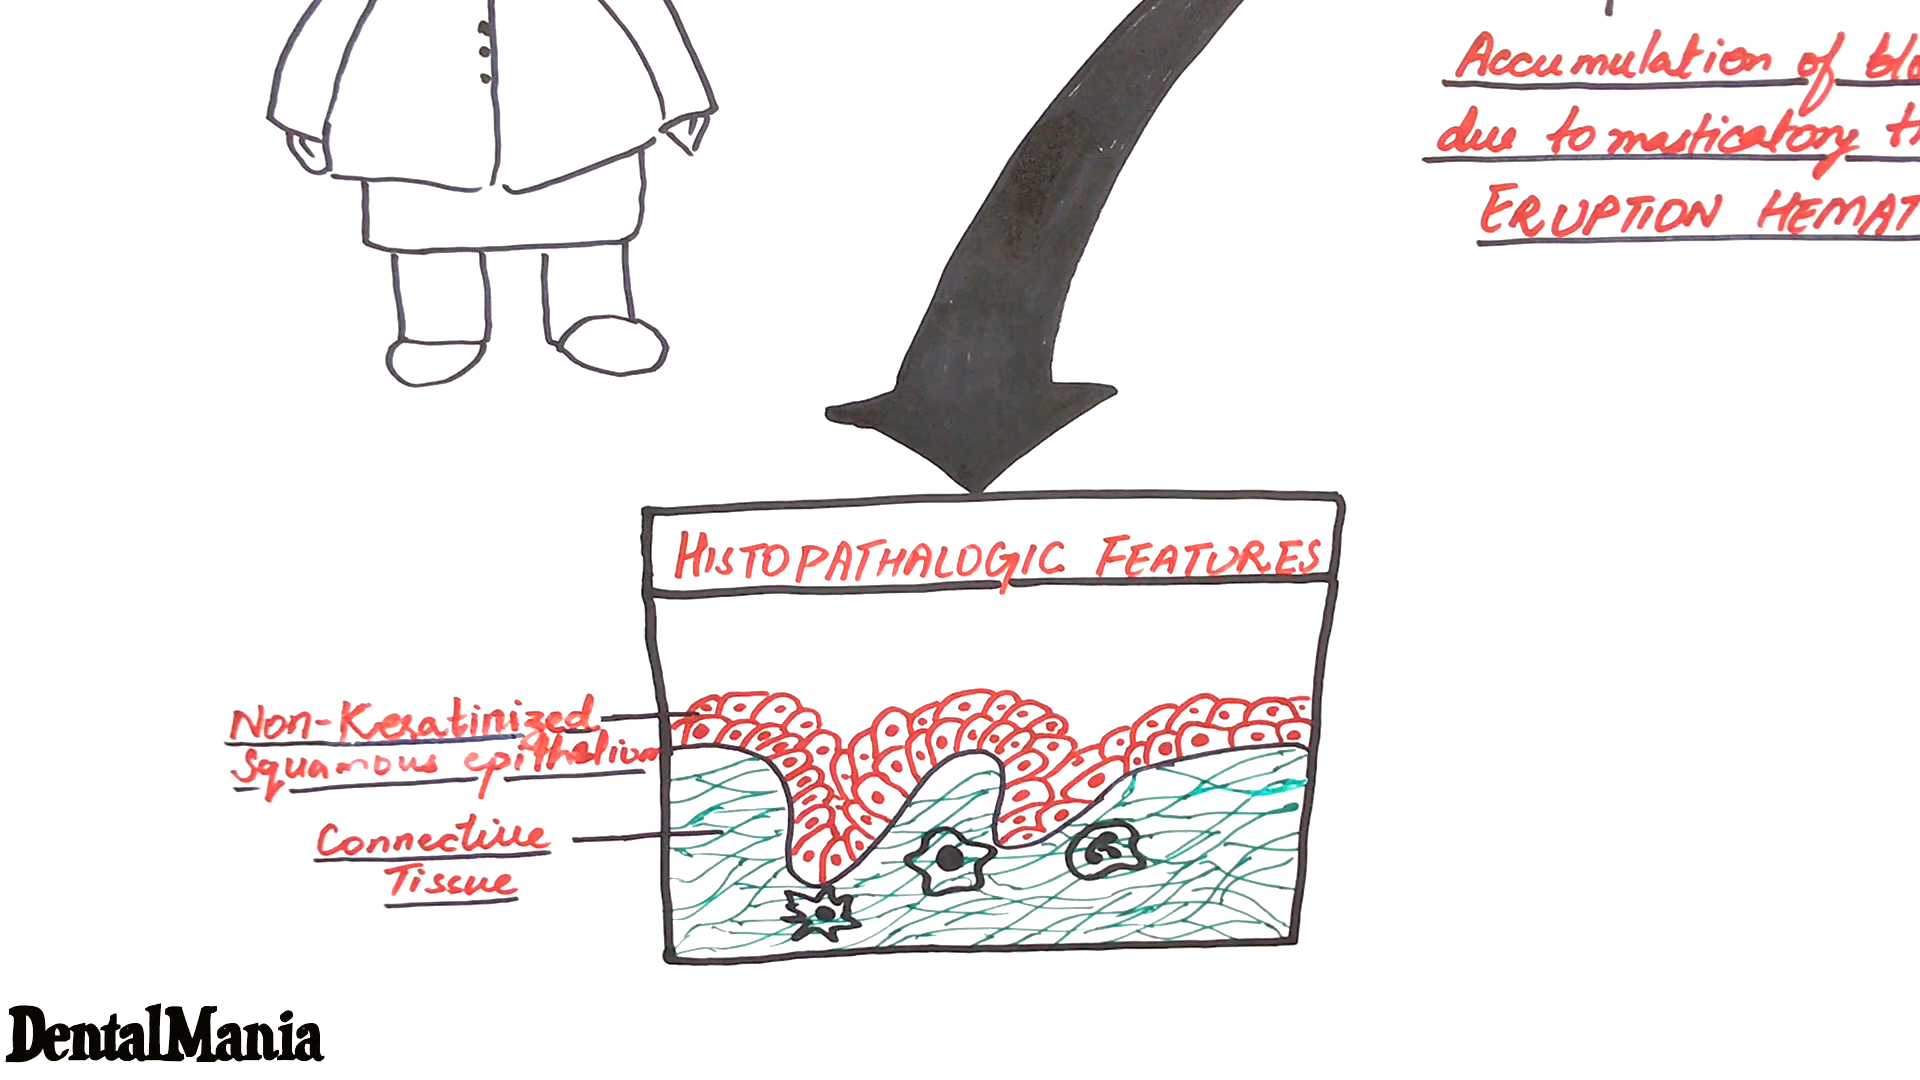 Accumulation of
due to masticatory
ERUPTION
HISTOPATHALOGIC FEATURES
Non-Keratinized
Squamous epithelium
Connective
Tissue
DentalMania